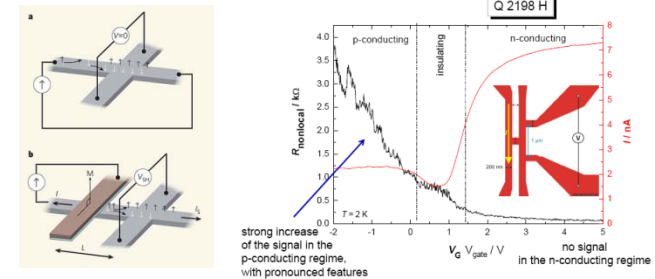 a
V=0
b
M
V_SH
I
I_s
L
Q 2198 H
p-conducting
insulating
n-conducting
R_nonlocal / kΩ
4.0
3.5
3.0
2.5
2.0
1.5
1.0
0.5
0.0
8
7
6
5
4
3
2
1
0
I / nA
V
1 µm
200 nm
T = 2 K
-2 -1 0 1 2 3 4 5
V_G V_gate / V
strong increase
of the signal in the
p-conducting regime,
with pronounced features
no signal
in the n-conducting regime